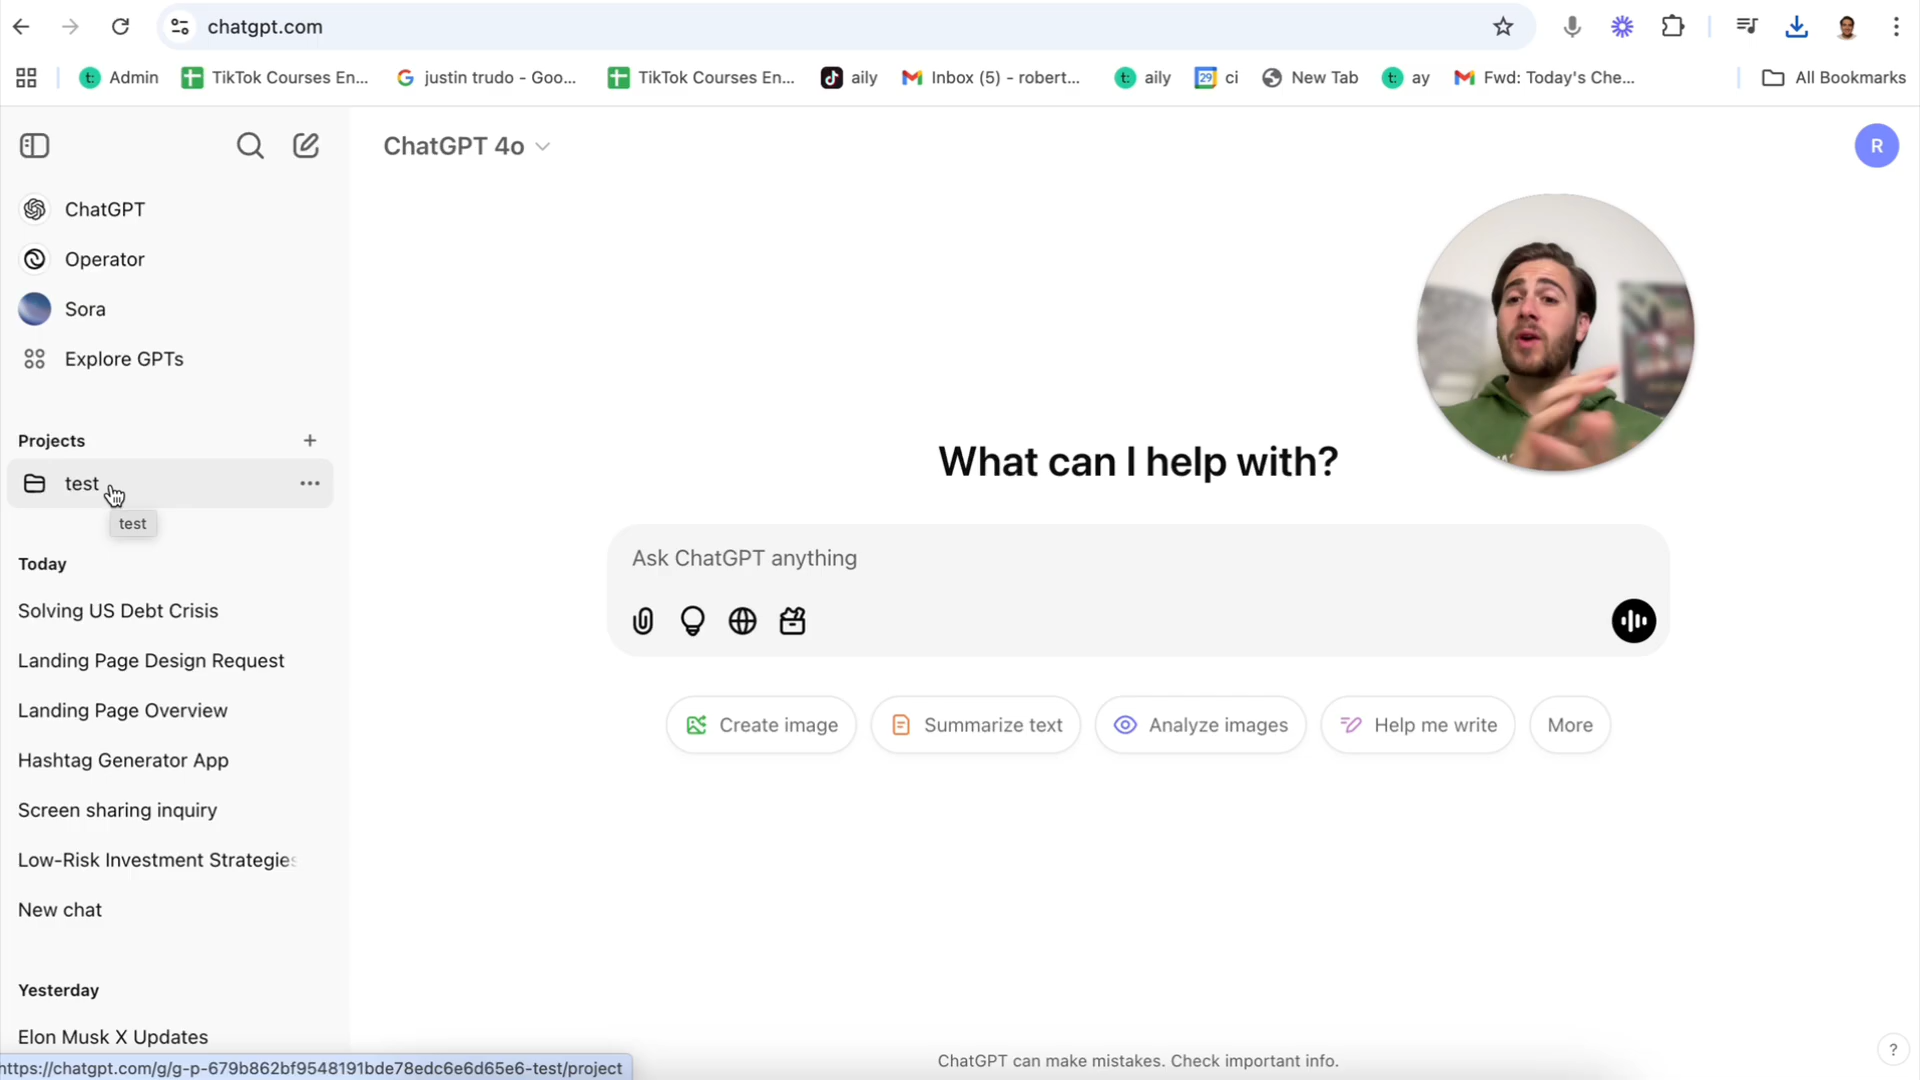 chatgpt.com
Admin
TikTok Courses En...
justin trudo - Goo...
TikTok Courses En...
aily
Inbox (5) - robert...
aily
29 ci
New Tab
ay
Fwd: Today's Che...
All Bookmarks
ChatGPT 4o
R
ChatGPT
Operator
Sora
Explore GPTs
Projects
test
test
Today
Solving US Debt Crisis
Landing Page Design Request
Landing Page Overview
Hashtag Generator App
Screen sharing inquiry
Low-Risk Investment Strategies
New chat
Yesterday
Elon Musk X Updates
https://chatgpt.com/g/g-p-679b862bf9548191bde78edc6e6d65e6-test/project
What can I help with?
Ask ChatGPT anything
Create image
Summarize text
Analyze images
Help me write
More
ChatGPT can make mistakes. Check important info.
?